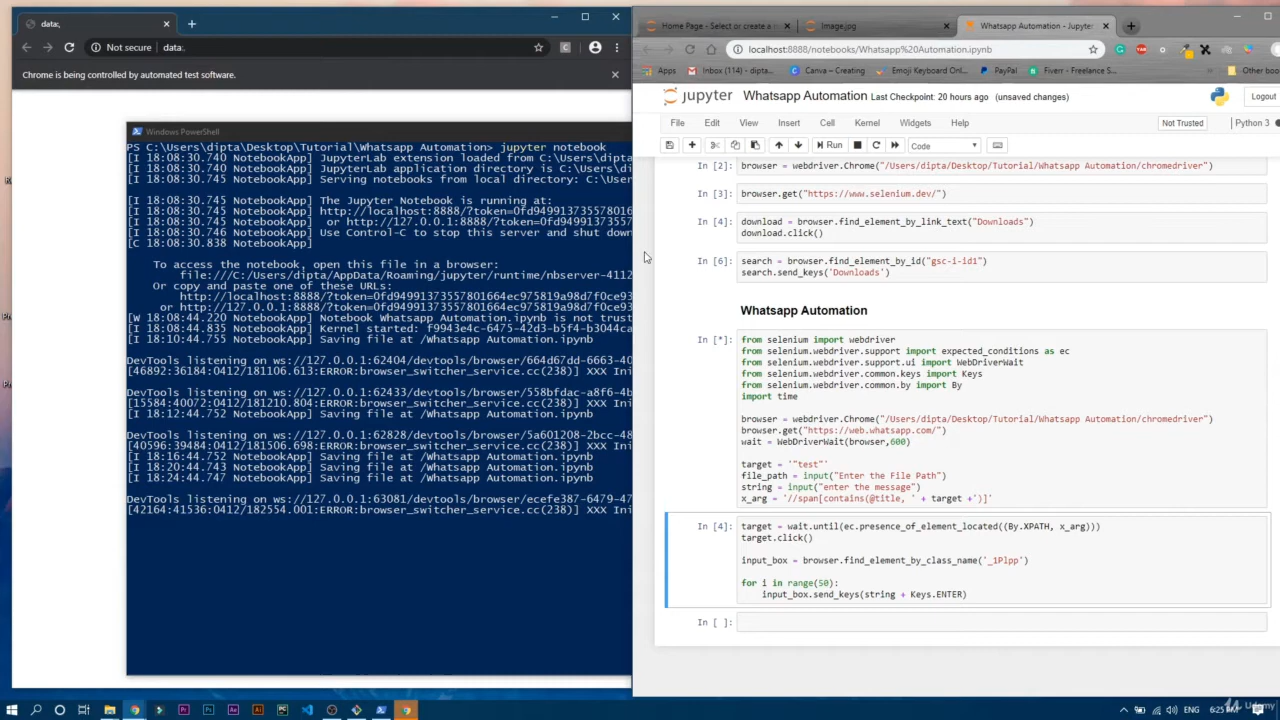 data;
Not secure
data:.
Chrome is being controlled by automated test software.
Windows PowerShell
PS C:\Users\dipta\Desktop\Tutorial\Whatsapp Automation> jupyter notebook
[I 18:08:30.740 NotebookApp] JupyterLab extension loaded from C:\Users\di
[I 18:08:30.740 NotebookApp] JupyterLab application directory is C:\Users
[I 18:08:30.745 NotebookApp] Serving notebooks from local directory: C:\Use
[I 18:08:30.745 NotebookApp] The Jupyter Notebook is running at:
[I 18:08:30.745 NotebookApp] http://localhost:8888/?token=0fd949913735578016
[I 18:08:30.745 NotebookApp]  or http://127.0.0.1:8888/?token=0fd9499137355
[I 18:08:30.746 NotebookApp] Use Control-C to stop this server and shut down
[C 18:08:30.838 NotebookApp]
To access the notebook, open this file in a browser:
file:///C:/Users/dipta/AppData/Roaming/jupyter/runtime/nbserver-4112
Or copy and paste one of these URLs:
http://localhost:8888/?token=0fd94991373557801664ec975819a98d7f0ce93
or http://127.0.0.1:8888/?token=0fd94991373557801664ec975819a98d7f0ce93
[W 18:08:44.220 NotebookApp] Notebook Whatsapp Automation.ipynb is not trust
[I 18:08:44.835 NotebookApp] Kernel started: f9943e4c-6475-42d3-b5f4-b3044ca
[I 18:10:44.755 NotebookApp] Saving file at /Whatsapp Automation.ipynb
DevTools listening on ws://127.0.0.1:62404/devtools/browser/664d67dd-6663-40
[46892:36184:0412/181106.613:ERROR:browser_switcher_service.cc(238)] XXX Ini
DevTools listening on ws://127.0.0.1:62433/devtools/browser/558bfdac-a8f6-4b
[15584:40072:0412/181210.804:ERROR:browser_switcher_service.cc(238)] XXX Ini
[I 18:12:44.752 NotebookApp] Saving file at /Whatsapp Automation.ipynb
DevTools listening on ws://127.0.0.1:62828/devtools/browser/5a601208-2bcc-48
[40596:39484:0412/181506.698:ERROR:browser_switcher_service.cc(238)] XXX Ini
[I 18:16:44.752 NotebookApp] Saving file at /Whatsapp Automation.ipynb
[I 18:20:44.743 NotebookApp] Saving file at /Whatsapp Automation.ipynb
[I 18:24:44.747 NotebookApp] Saving file at /Whatsapp Automation.ipynb
DevTools listening on ws://127.0.0.1:63081/devtools/browser/ecefe387-6479-47
[42164:41536:0412/182554.001:ERROR:browser_switcher_service.cc(238)] XXX Ini
Home Page - Select or create a n
Image.jpg
Whatsapp Automation - Jupyter
localhost:8888/notebooks/Whatsapp%20Automation.ipynb
Apps
Inbox (114) - dipta...
Canva – Creating
Emoji Keyboard Onl...
PayPal
Fiverr - Freelance S...
Other boo
jupyter
Whatsapp Automation Last Checkpoint: 20 hours ago (unsaved changes)
Logout
File
Edit
View
Insert
Cell
Kernel
Widgets
Help
Not Trusted
Python 3
Run
Code
In [2]: browser = webdriver.Chrome("/Users/dipta/Desktop/Tutorial/Whatsapp Automation/chromedriver")
In [3]: browser.get("https://www.selenium.dev/")
In [4]: download = browser.find_element_by_link_text("Downloads")
download.click()
In [6]: search = browser.find_element_by_id("gsc-i-id1")
search.send_keys('Downloads')
Whatsapp Automation
In [*]: from selenium import webdriver
from selenium.webdriver.support import expected_conditions as ec
from selenium.webdriver.support.ui import WebDriverWait
from selenium.webdriver.common.keys import Keys
from selenium.webdriver.common.by import By
import time
browser = webdriver.Chrome("/Users/dipta/Desktop/Tutorial/Whatsapp Automation/chromedriver")
browser.get("https://web.whatsapp.com/")
wait = WebDriverWait(browser,600)
target = '"test"'
file_path = input("Enter the File Path")
string = input("enter the message")
x_arg = '//span[contains(@title, ' + target +')]'
In [4]: target = wait.until(ec.presence_of_element_located((By.XPATH, x_arg)))
target.click()
input_box = browser.find_element_by_class_name('_1Plpp')
for i in range(50):
input_box.send_keys(string + Keys.ENTER)
In [ ]:
6:25
Udemy